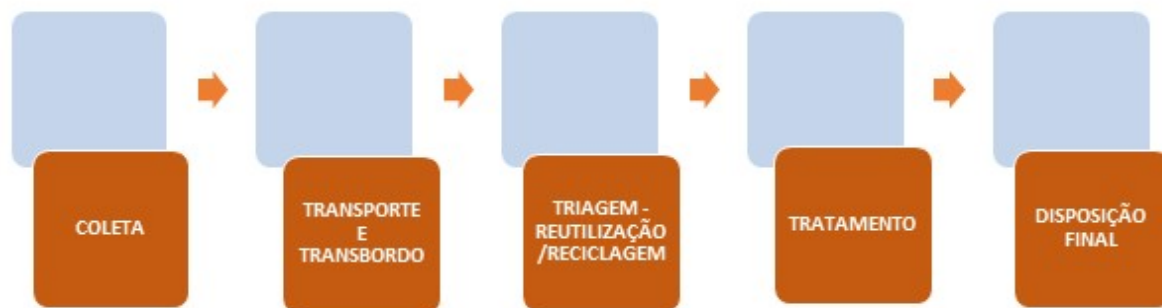 COLETA
TRANSPORTE
E
TRANSBORDO
TRIAGEM -
REUTILIZAÇÃO
/RECICLAGEM
TRATAMENTO
DISPOSIÇÃO
FINAL